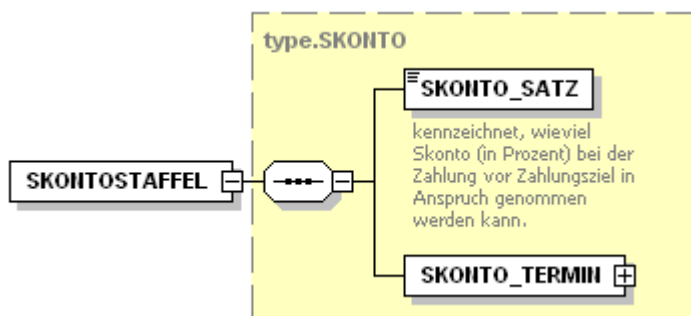 type.SKONTO
SKONTO_SATZ
kennzeichnet, wieviel
Skonto (in Prozent) bei der
Zahlung vor Zahlungsziel in
Anspruch genommen
werden kann.
SKONTOSTAFFEL
SKONTO_TERMIN